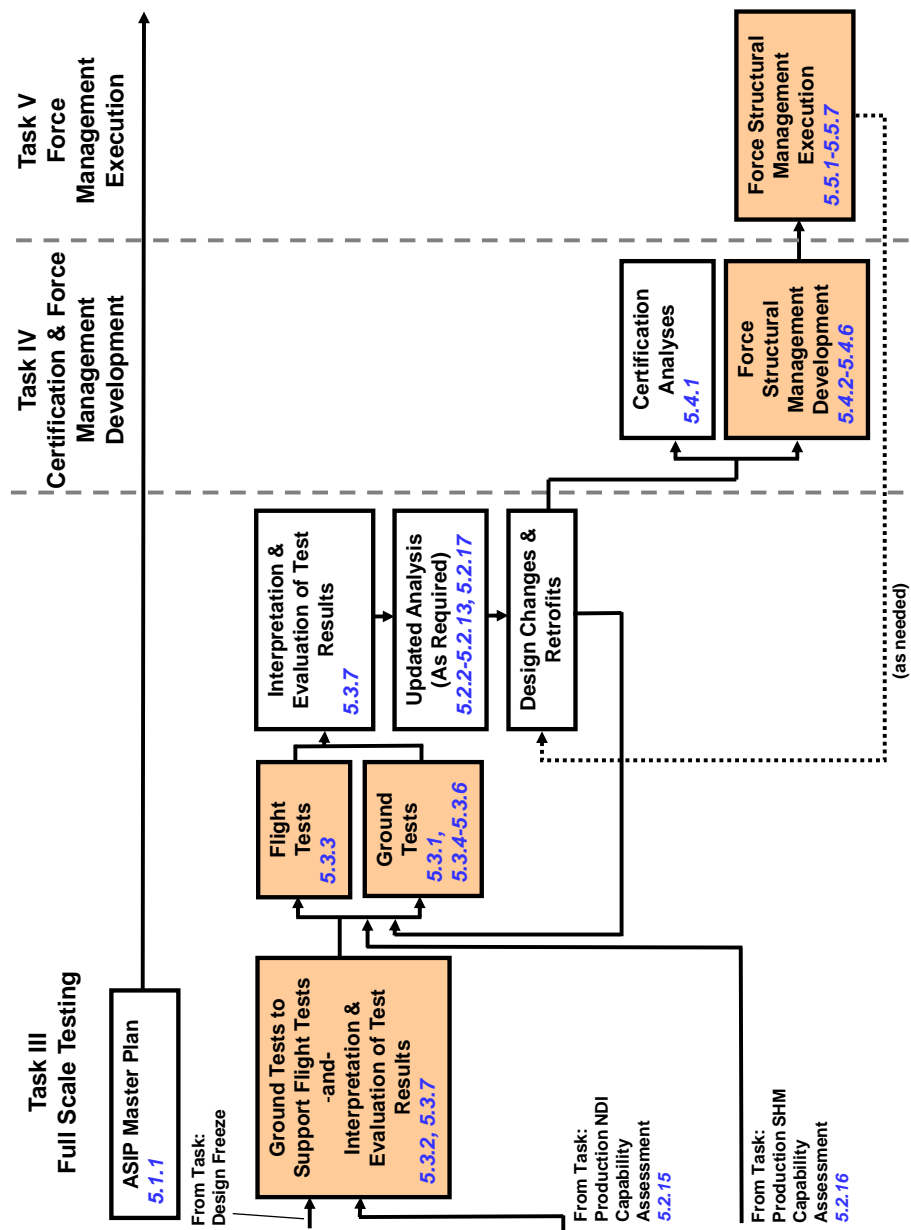 Task III
Full Scale Testing
Task IV
Certification & Force
Management
Development
Task V
Force
Management
Execution
ASIP Master Plan
5.1.1
From Task:
Design Freeze
Ground Tests to
Support Flight Tests
-and-
Interpretation &
Evaluation of Test
Results
5.3.2, 5.3.7
Flight
Tests
5.3.3
Ground
Tests
5.3.1,
5.3.4-5.3.6
Interpretation &
Evaluation of Test
Results
5.3.7
Updated Analysis
(As Required)
5.2.2-5.2.13, 5.2.17
Design Changes &
Retrofits
Certification
Analyses
5.4.1
Force
Structural
Management
Development
5.4.2-5.4.6
Force Structural
Management
Execution
5.5.1-5.5.7
From Task:
Production NDI
Capability
Assessment
5.2.15
From Task:
Production SHM
Capability
Assessment
5.2.16
(as needed)